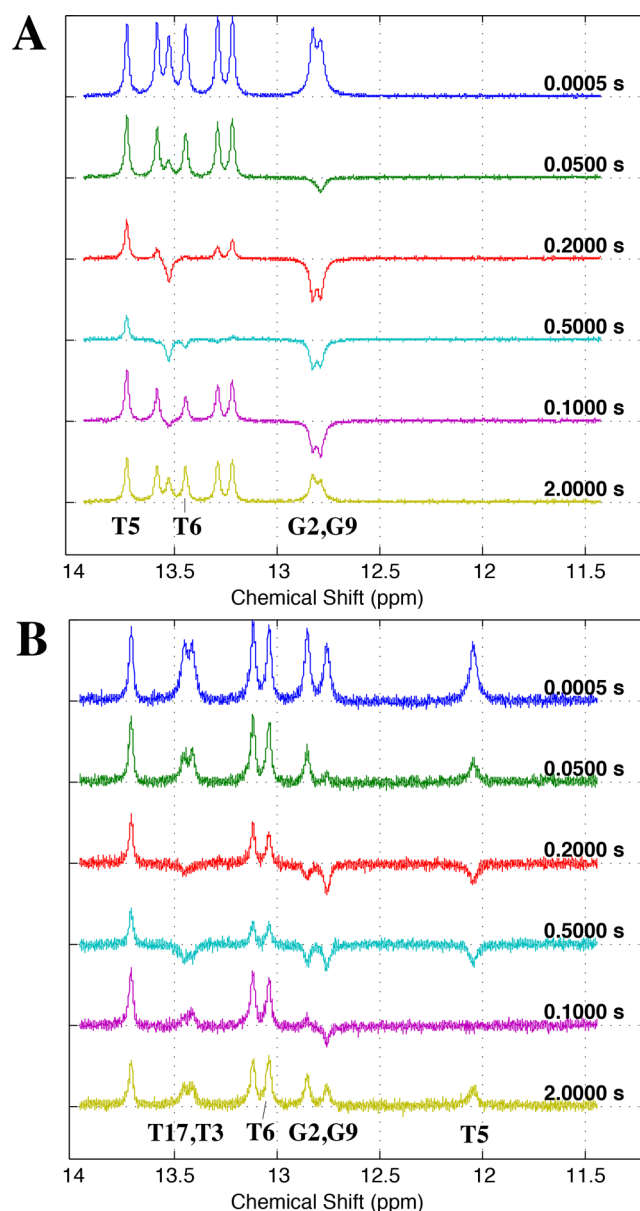 A
0.0005 s
0.0500 s
0.2000 s
0.5000 s
0.1000 s
2.0000 s
T5 T6 G2,G9
14 13.5 13 12.5 12 11.5
Chemical Shift (ppm)
B
0.0005 s
0.0500 s
0.2000 s
0.5000 s
0.1000 s
2.0000 s
T17,T3 T6 G2,G9 T5
14 13.5 13 12.5 12 11.5
Chemical Shift (ppm)